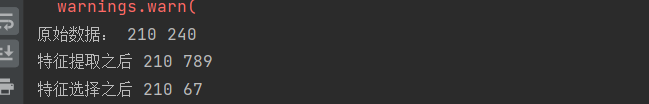 warnings.warn(
原始数据： 210 240
特征提取之后 210 789
特征选择之后 210 67